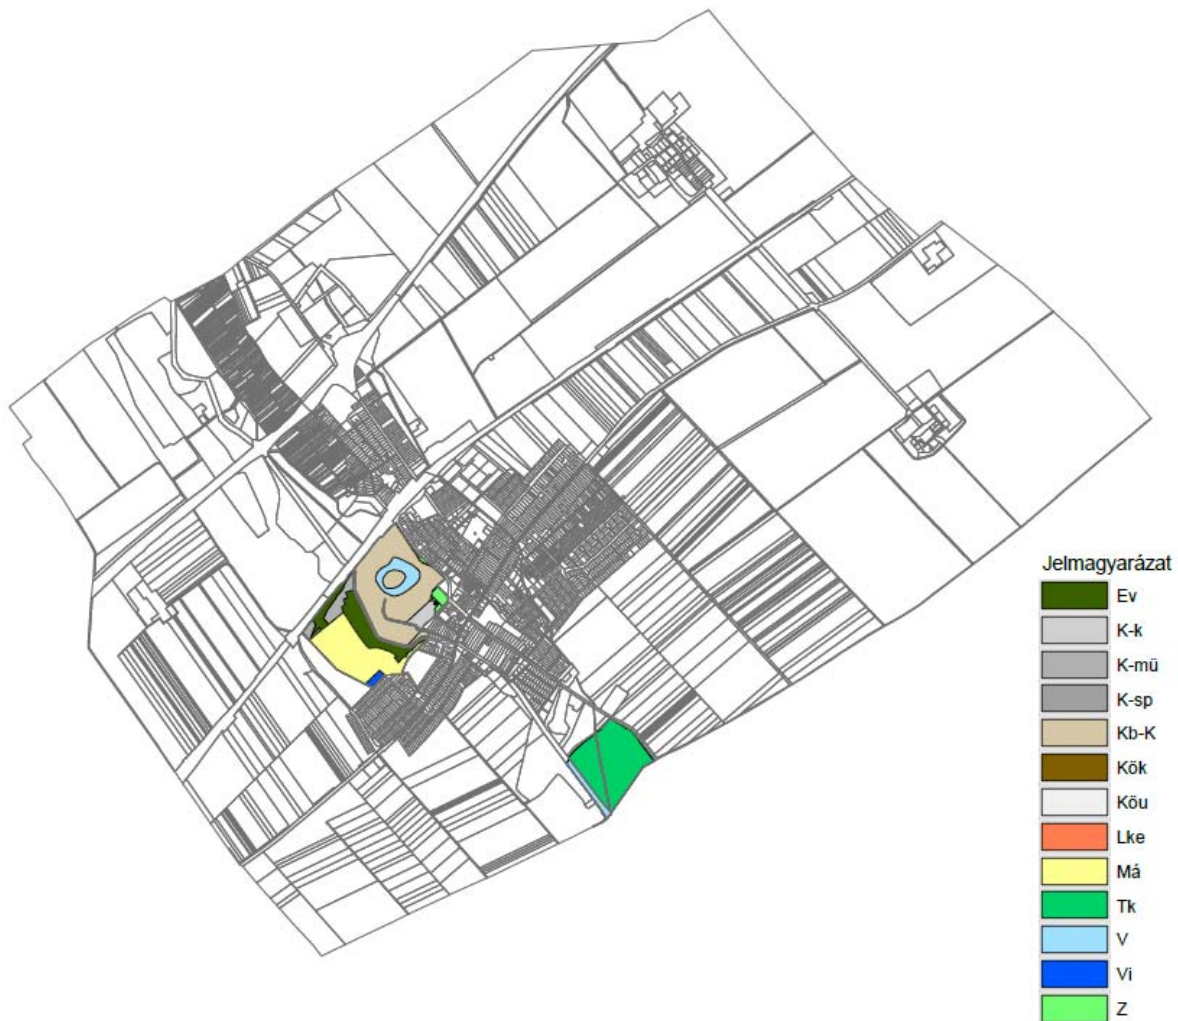 Jelmagyarázat
Ev
K-k
K-mü
K-sp
Kb-K
Kök
Köu
Lke
Má
Tk
V
Vi
Z